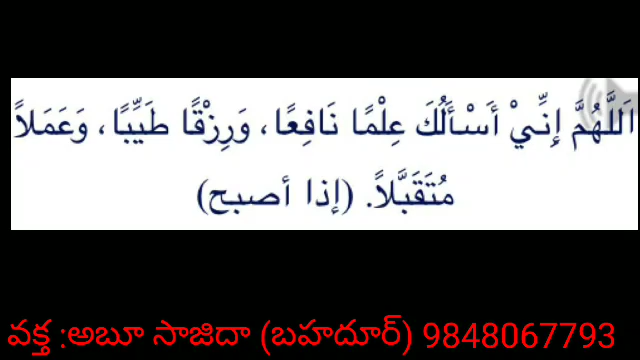 اَللَّهُمَّ إِنِّيْ أَسْأَلُكَ عِلْمًا نَافِعًا، وَرِزْقًا طَيِّبًا، وَعَمَلاً
مُتَقَبَّلاً. (إذا أصبح)
వక్త :అబూ సాజిదా (బహదూర్) 9848067793